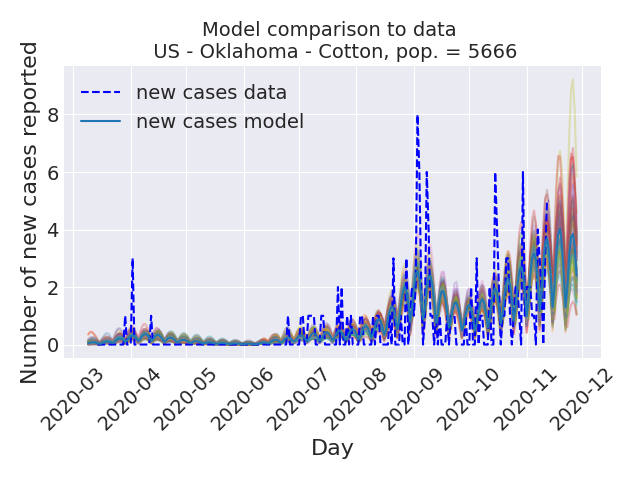 Model comparison to data
US - Oklahoma - Cotton, pop. = 5666
new cases data
new cases model
Number of new cases reported
8
6
4
2
0
2020-03
2020-04
2020-05
2020-06
2020-07
2020-08
2020-09
2020-10
2020-11
2020-12
Day